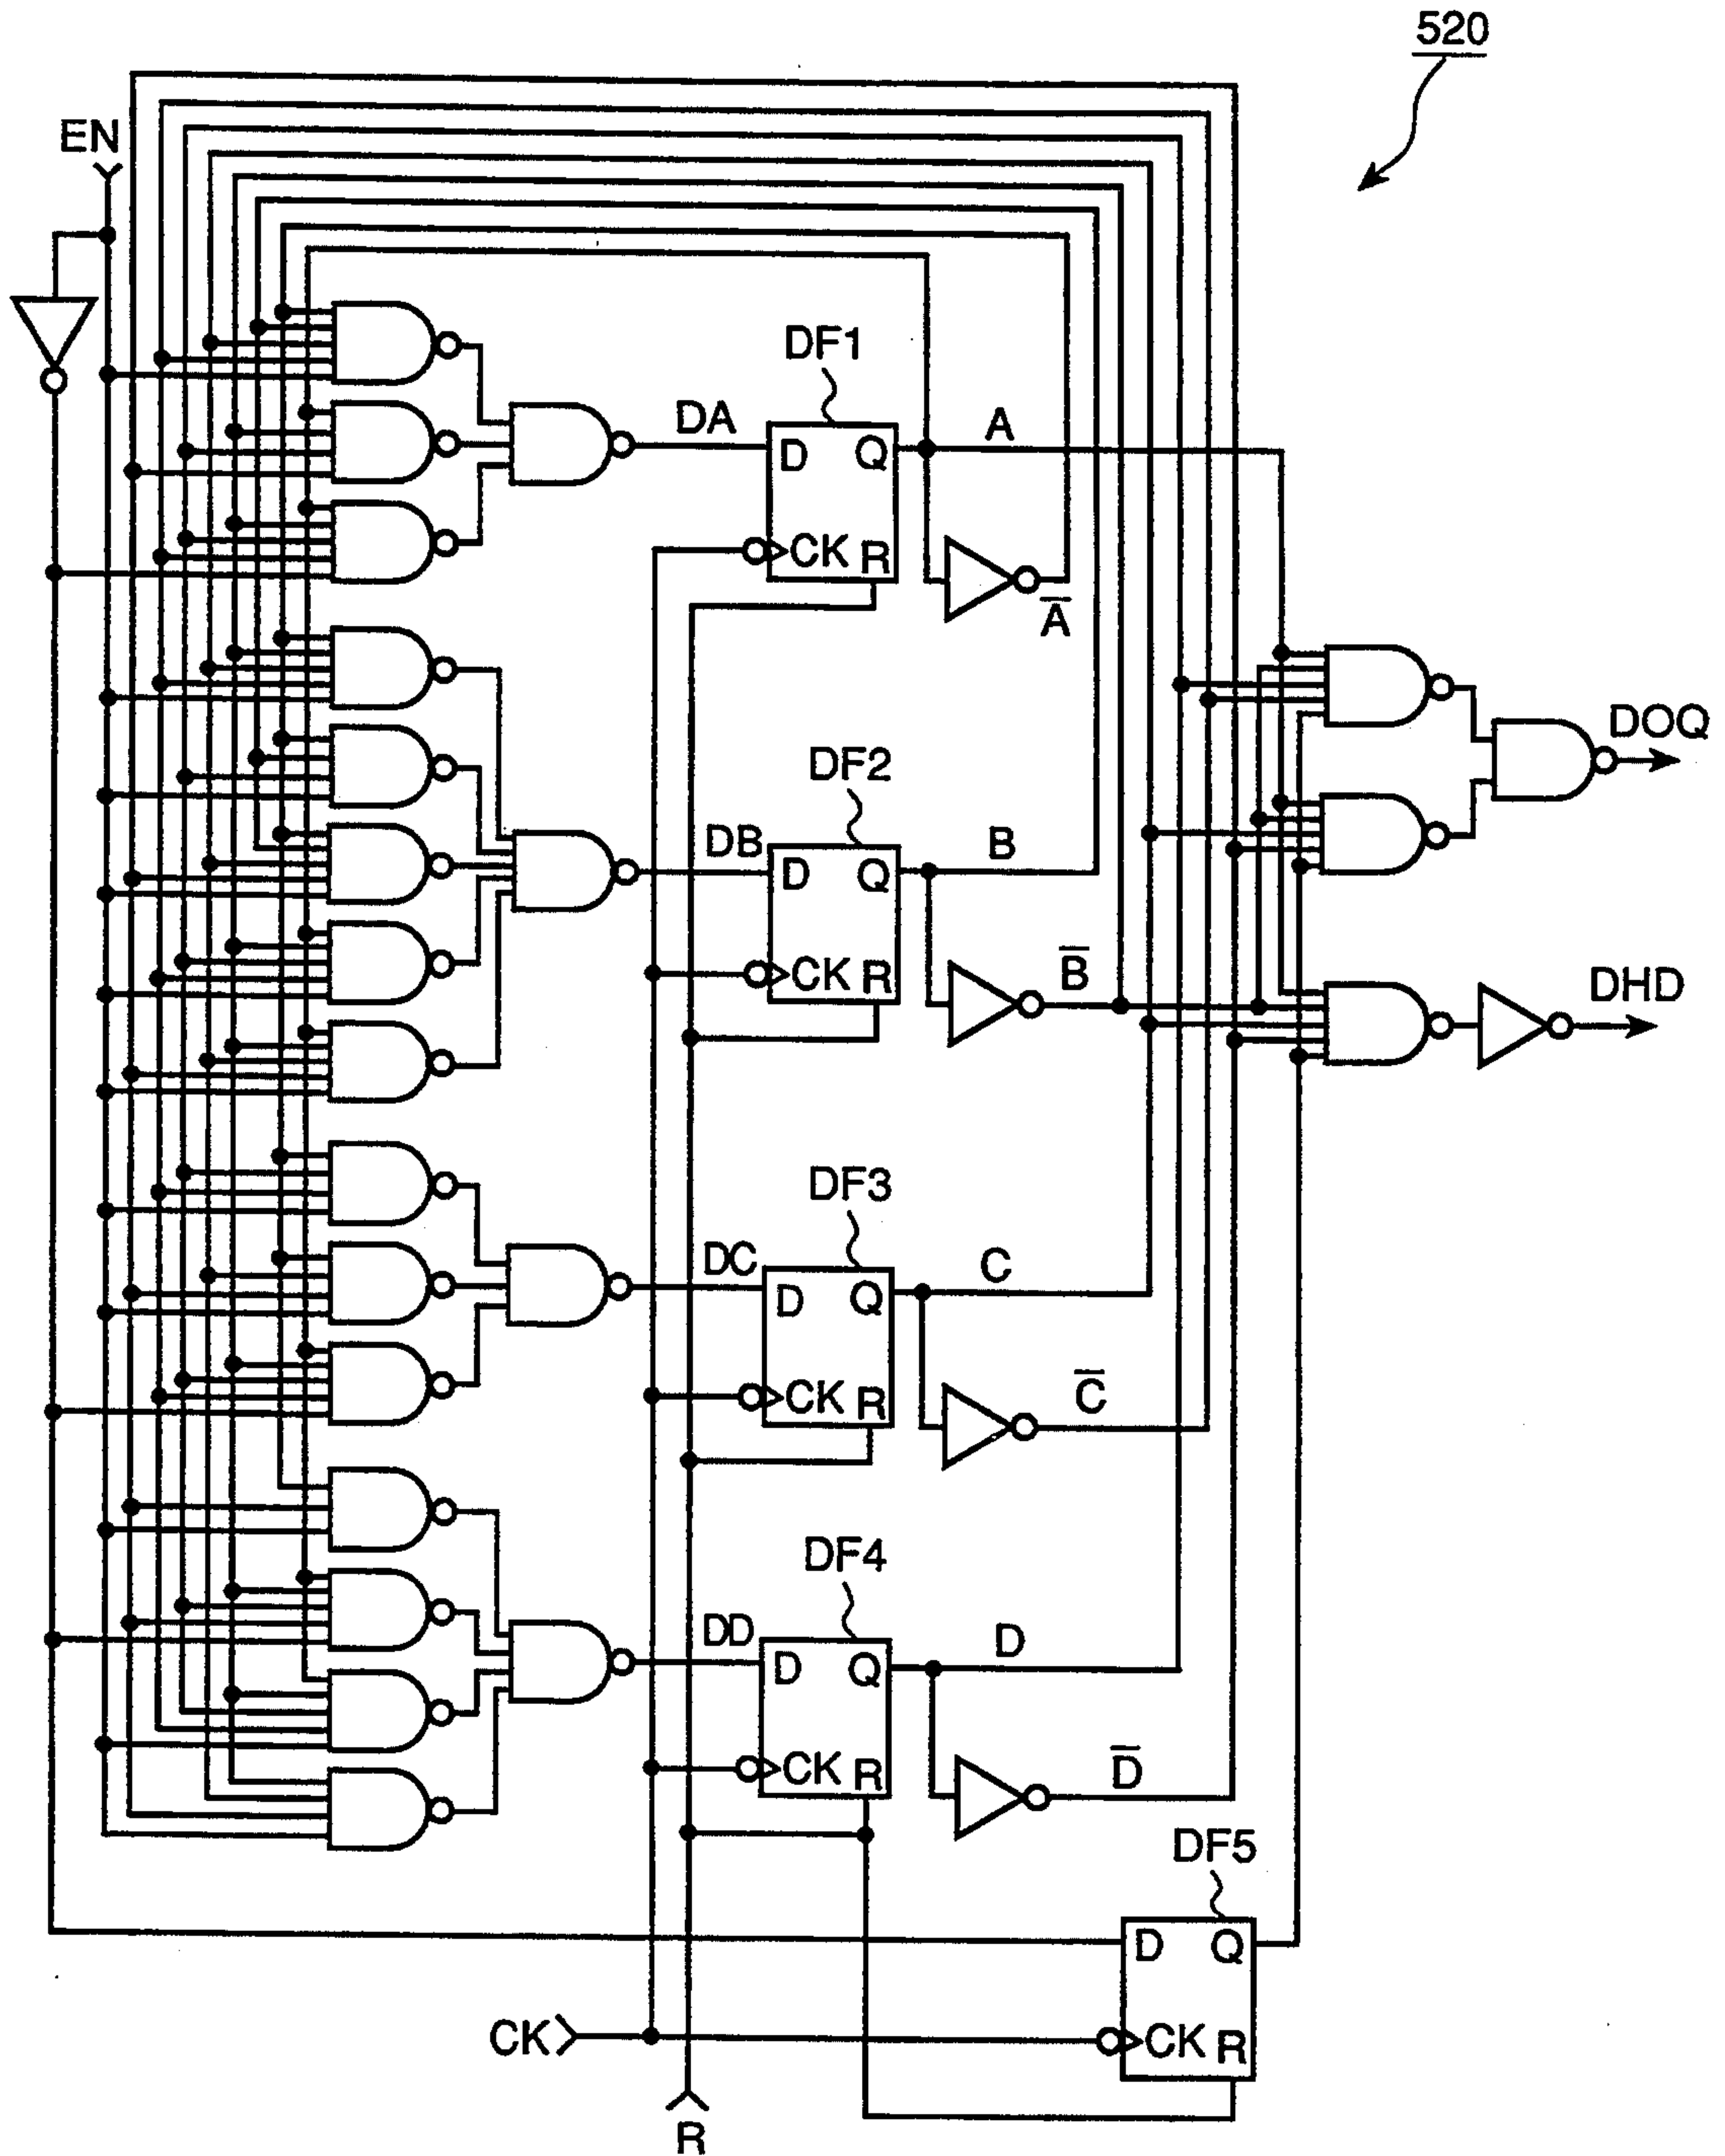 520
EN
DF1
DA
D Q
A
CK R
A̅
DOQ
DF2
DB
D Q
B
CK R
B̅
DHD
DF3
DC
D Q
C
CK R
C̅
DF4
DD
D Q
D
CK R
D̅
DF5
D Q
CK
CK R
R